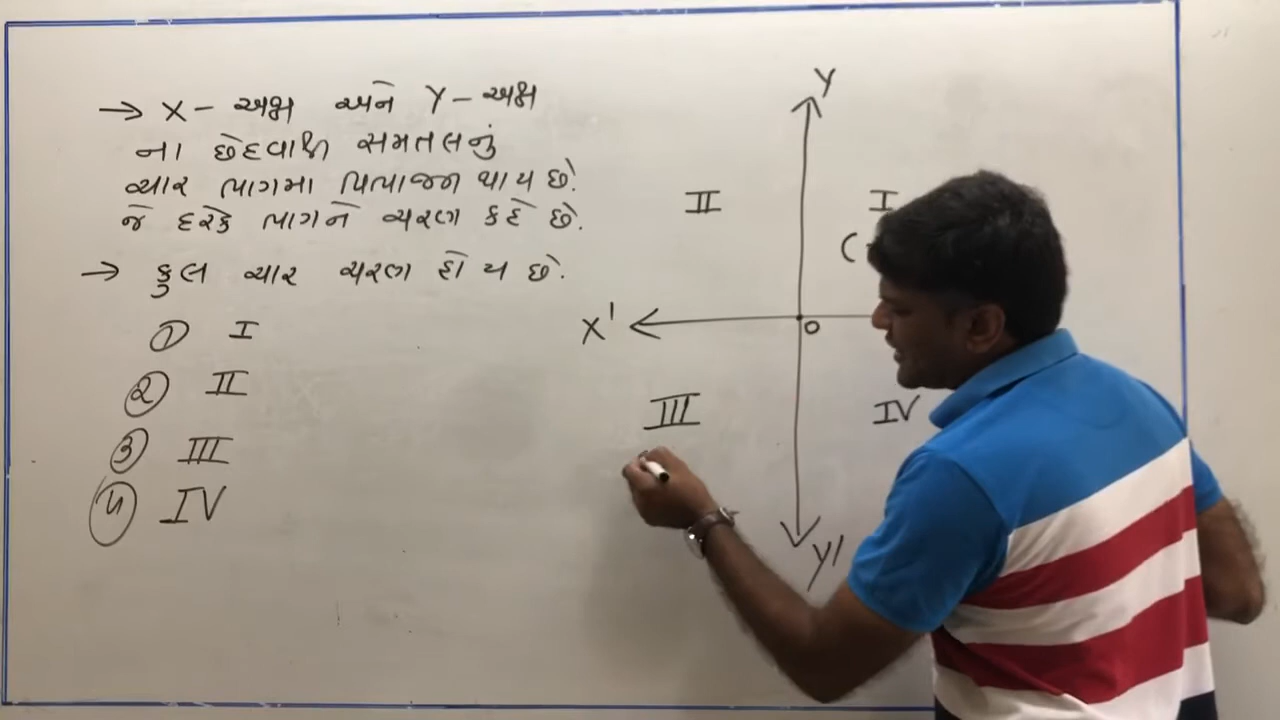 → X - અક્ષ અને Y - અક્ષ
ના છેદવાથી સમતલનું
ચાર ભાગમા વિભાજન થાય છે.
જે દરેક ભાગને ચરણ કહે છે.
→ કુલ ચાર ચરણ હોય છે.
① I
② II
③ III
૫ IV
Y
II I
(
X' O
III IV
Y'